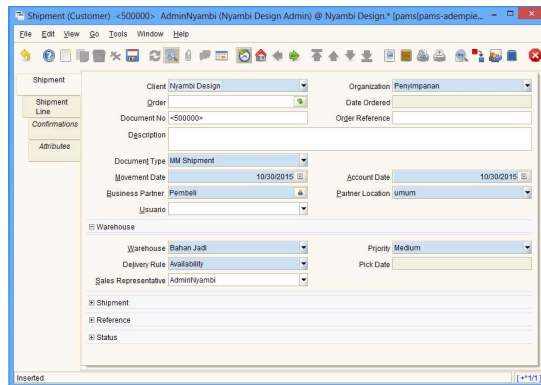 Shipment (Customer) <500000> AdminNyambi (Nyambi Design Admin) @ Nyambi Design.* [pams{pams-adempie...
File Edit View Go Tools Window Help
Shipment
Shipment Line
Confirmations
Attributes
Client Nyambi Design Organization Penyimpanan
Order Date Ordered
Document No <500000> Order Reference
Description
Document Type MM Shipment
Movement Date 10/30/2015 Account Date 10/30/2015
Business Partner Pembeli Partner Location umum
Usuario
Warehouse
Warehouse Bahan Jadi Priority Medium
Delivery Rule Availability Pick Date
Sales Representative AdminNyambi
Shipment
Reference
Status
Inserted [ +*1/1 ]